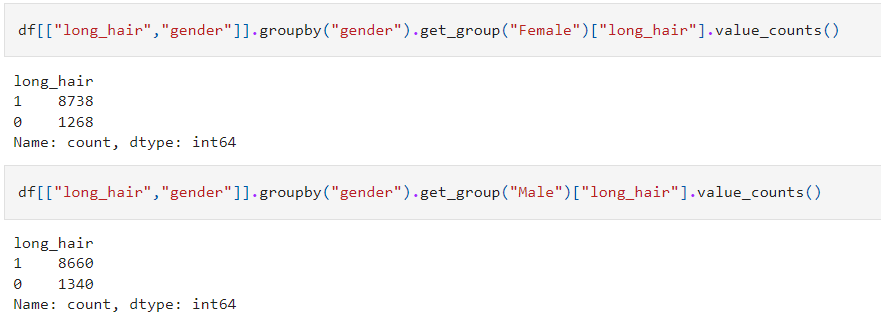 df[["long_hair","gender"]].groupby("gender").get_group("Female")["long_hair"].value_counts()
long_hair
1    8738
0    1268
Name: count, dtype: int64
df[["long_hair","gender"]].groupby("gender").get_group("Male")["long_hair"].value_counts()
long_hair
1    8660
0    1340
Name: count, dtype: int64